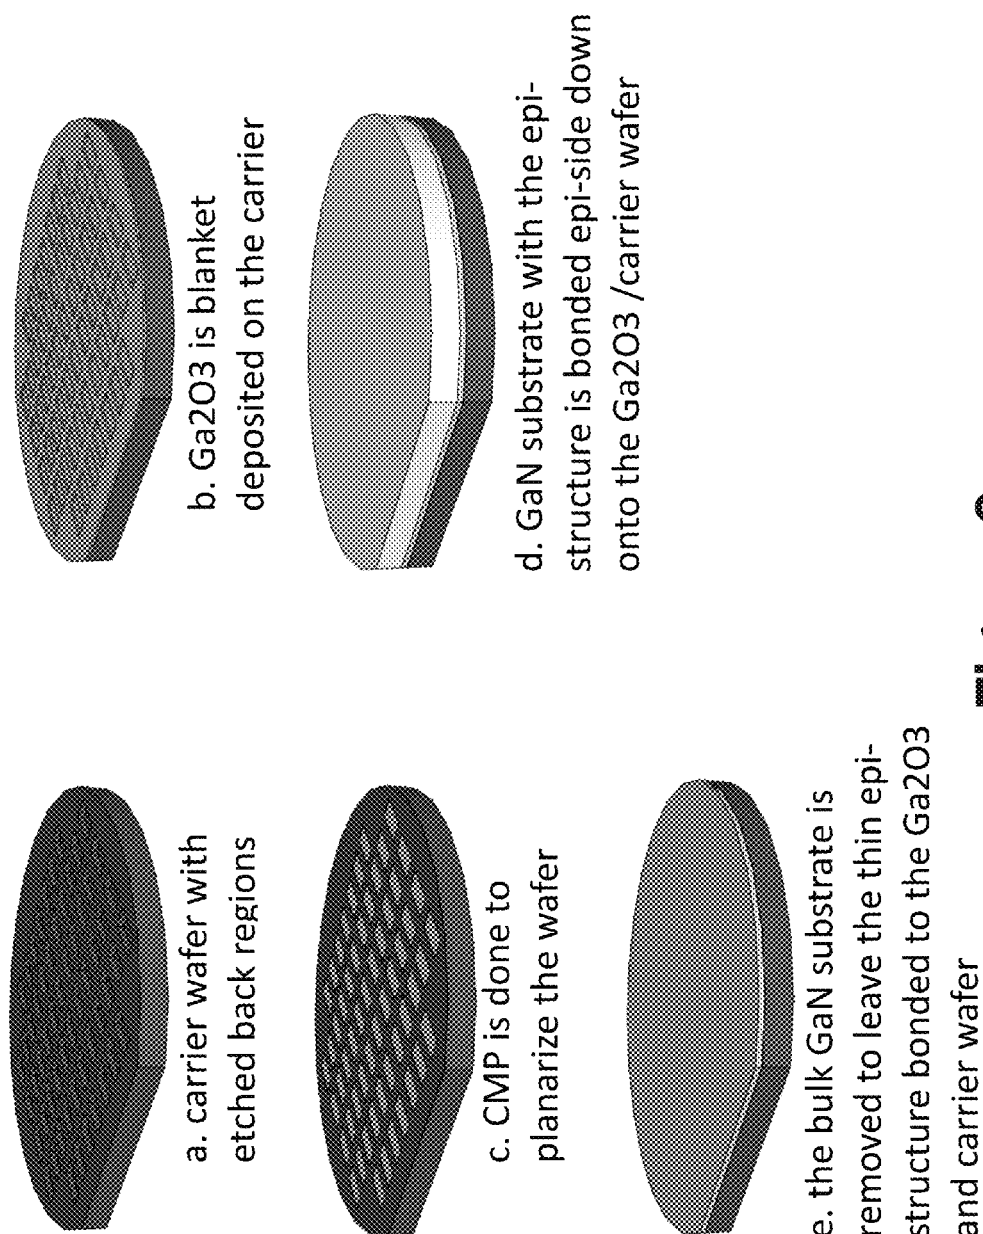 a. carrier wafer with
etched back regions
b. Ga2O3 is blanket
deposited on the carrier
c. CMP is done to
planarize the wafer
d. GaN substrate with the epi-
structure is bonded epi-side down
onto the Ga2O3 /carrier wafer
e. the bulk GaN substrate is
removed to leave the thin epi-
structure bonded to the Ga2O3
and carrier wafer